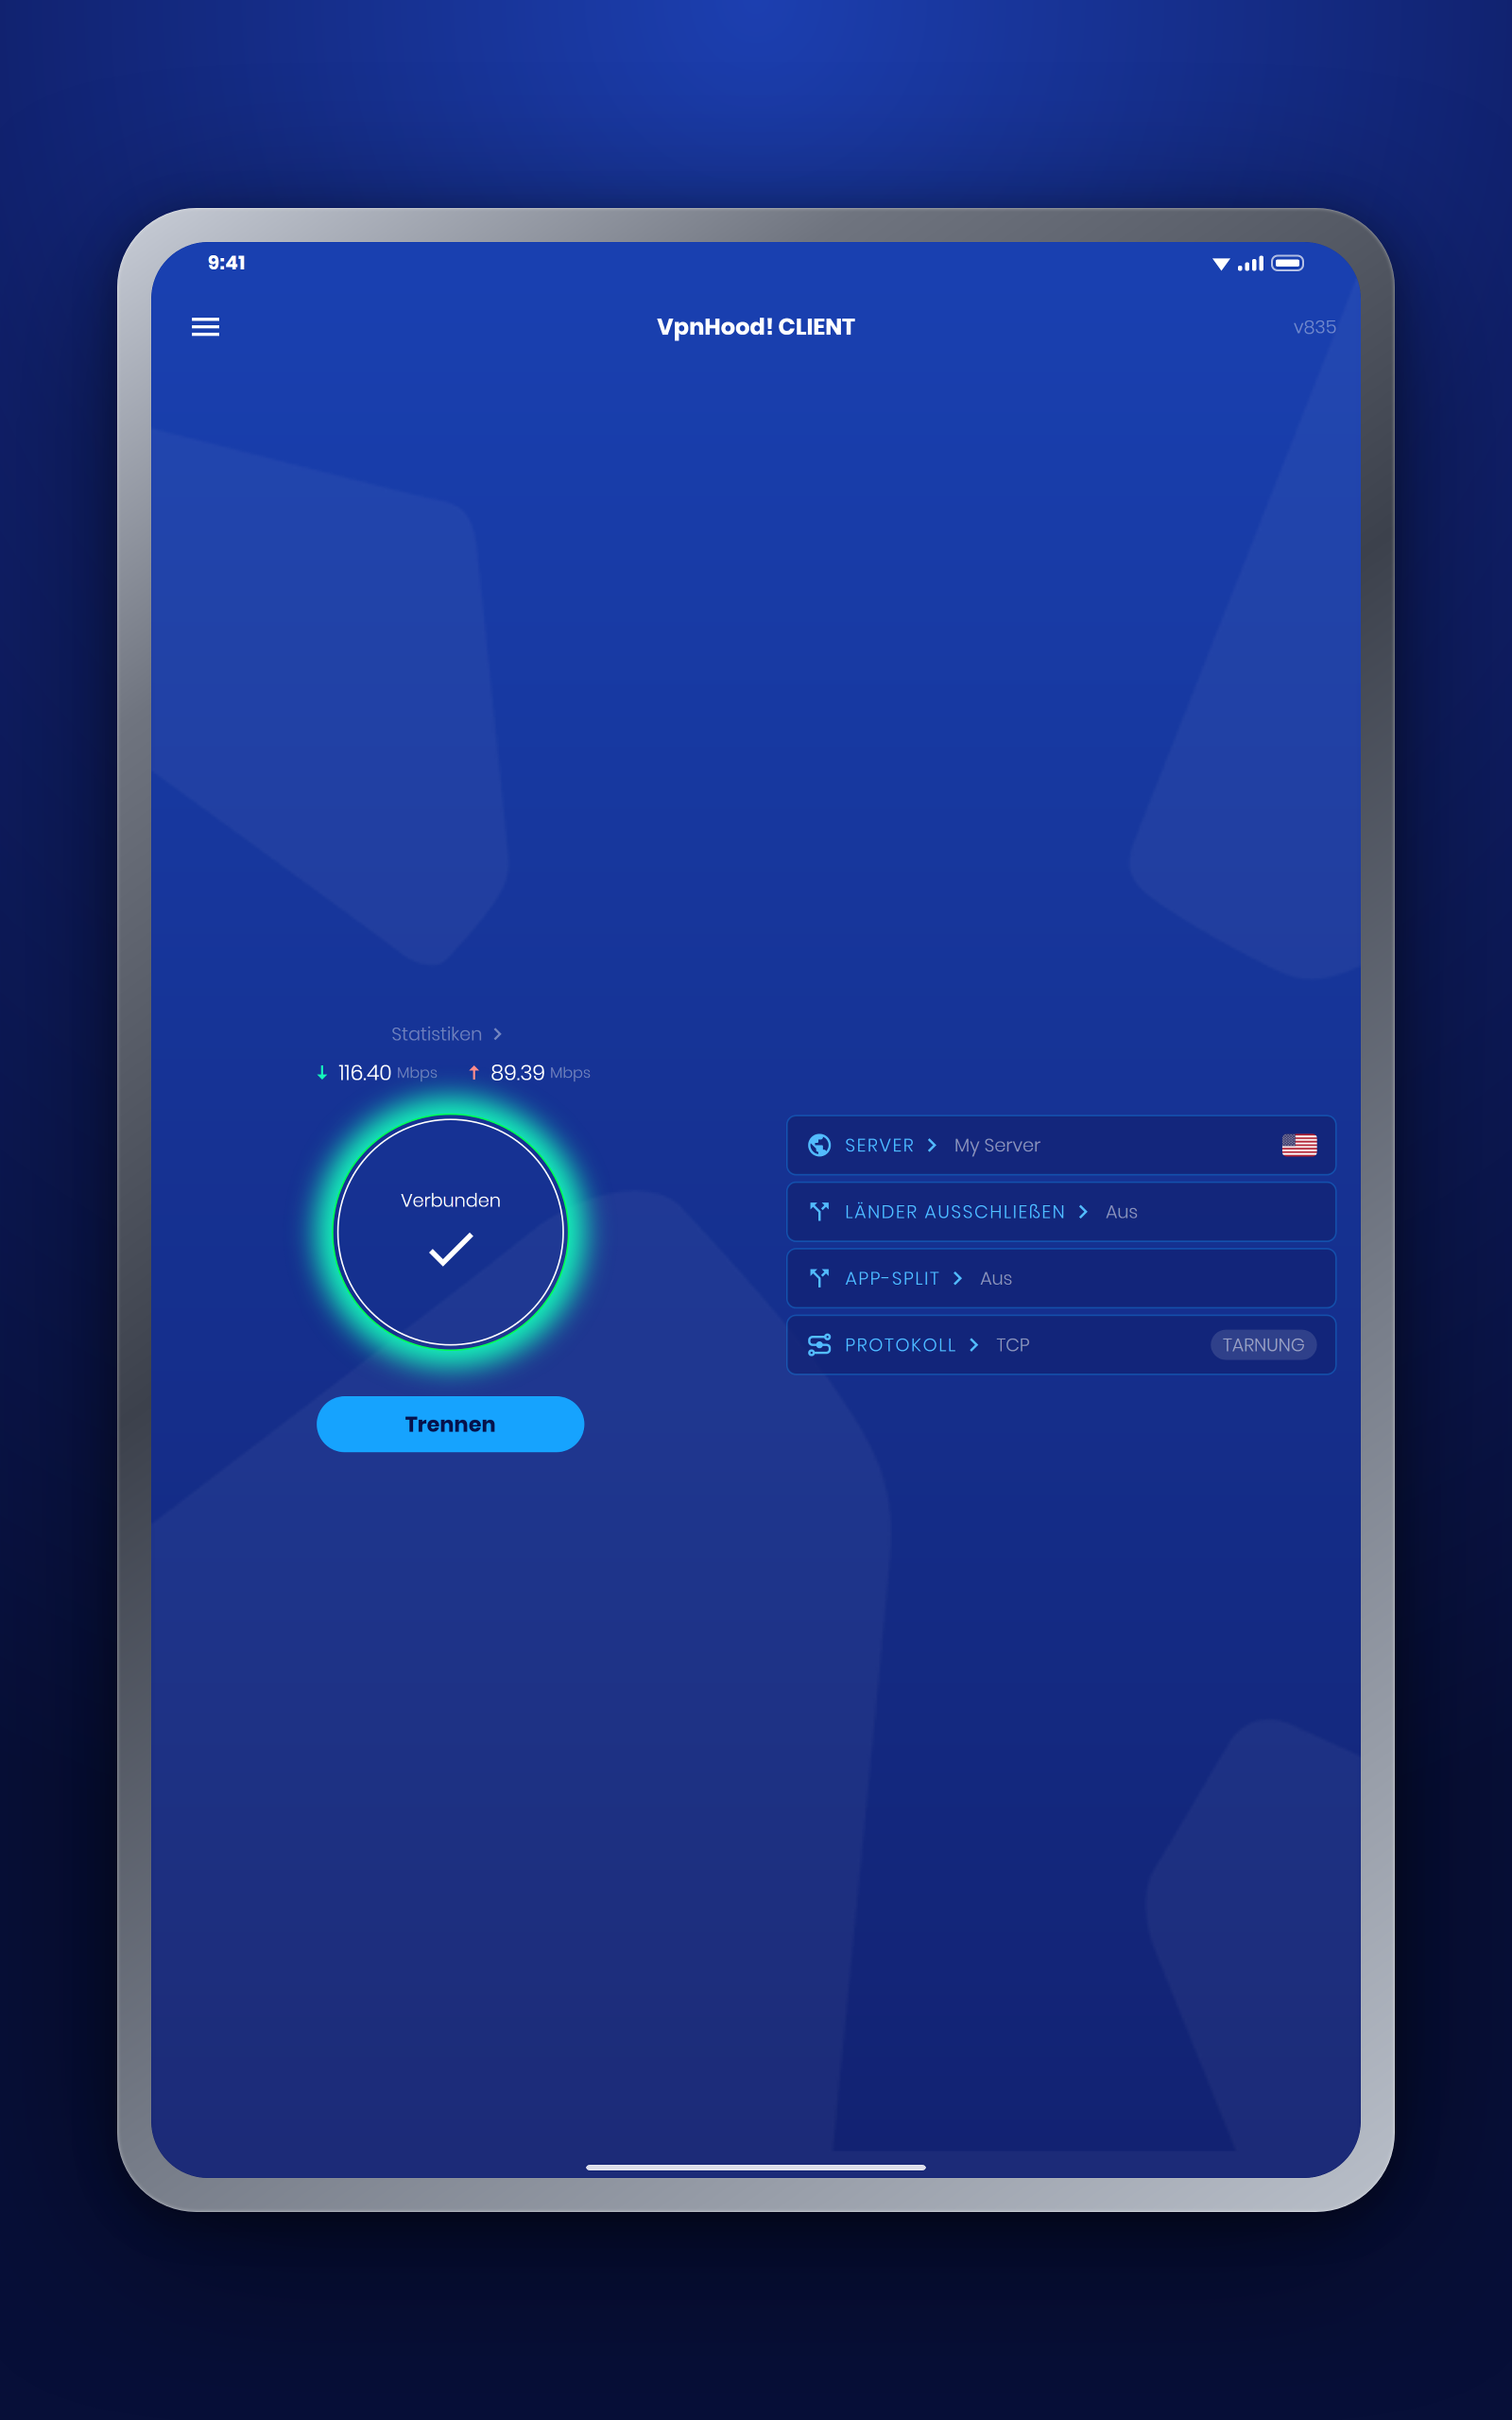 9:41
VpnHood! CLIENT
v835
Statistiken
116.40 Mbps 89.39 Mbps
Verbunden
Trennen
SERVER My Server
LÄNDER AUSSCHLIEßEN Aus
APP-SPLIT Aus
PROTOKOLL TCP TARNUNG